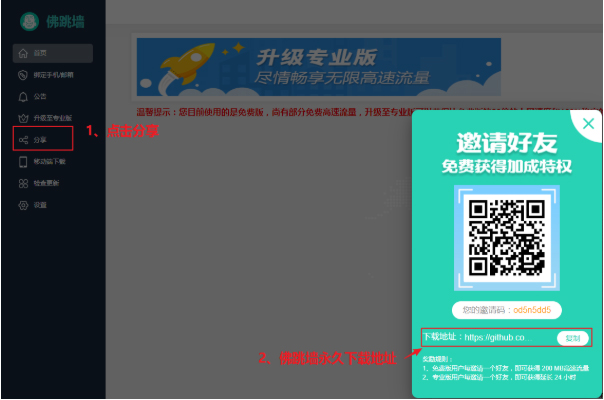 佛跳墙
首页
绑定手机/邮箱
公告
升级至专业版
分享
移动端下载
检查更新
设置
升级专业版
尽情畅享无限高速流量
温馨提示：您目前使用的是免费版，尚有部分免费高速流量，升级至专业版
1、点击分享
邀请好友
免费获得加成特权
您的邀请码：od5n5dd5
下载地址：https://github.co...
复制
2、佛跳墙永久下载地址
奖励规则：
1、免费版用户每邀请一个好友，即可获得 200 MB高速流量
2、专业版用户每邀请一个好友，即可获得延长 24 小时